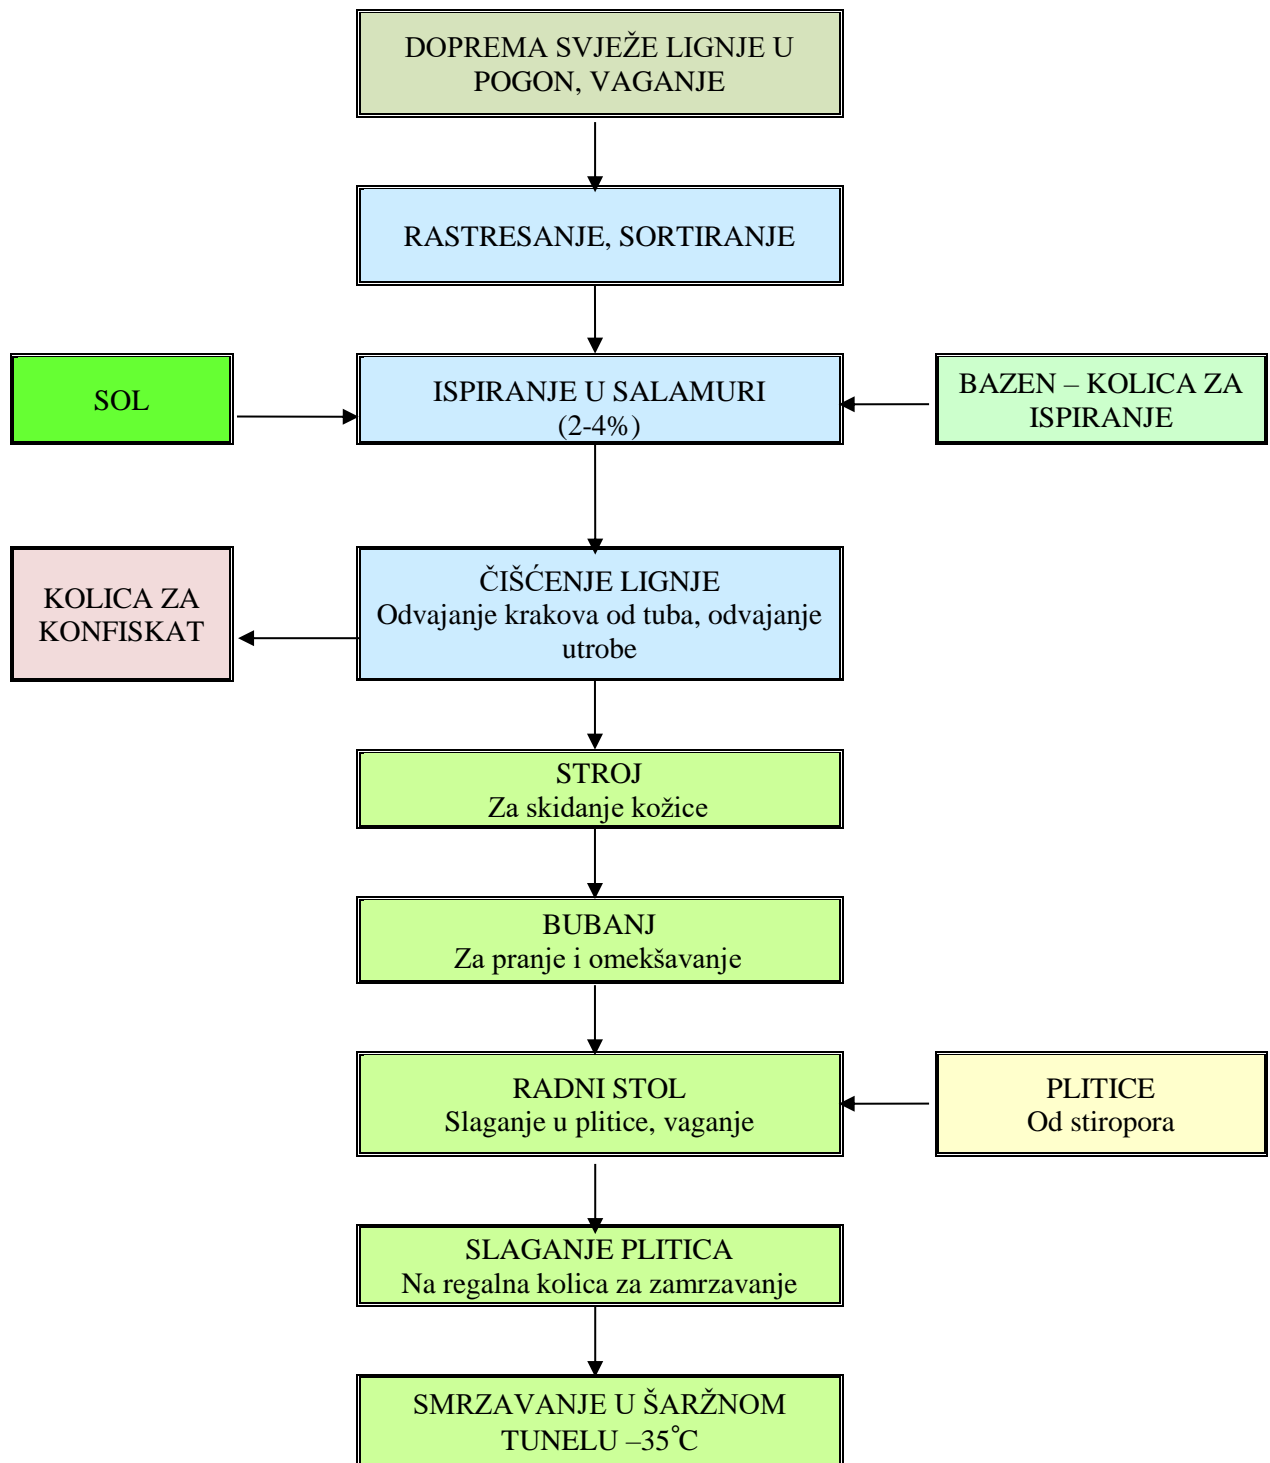 DOPREMA SVJEŽE LIGNJE U
POGON, VAGANJE
RASTRESANJE, SORTIRANJE
SOL
ISPIRANJE U SALAMURI
(2-4%)
BAZEN – KOLICA ZA
ISPIRANJE
KOLICA ZA
KONFISKAT
ČIŠĆENJE LIGNJE
Odvajanje krakova od tuba, odvajanje
utrobe
STROJ
Za skidanje kožice
BUBANJ
Za pranje i omekšavanje
RADNI STOL
Slaganje u plitice, vaganje
PLITICE
Od stiropora
SLAGANJE PLITICA
Na regalna kolica za zamrzavanje
SMRZAVANJE U ŠARŽNOM
TUNELU –35°C